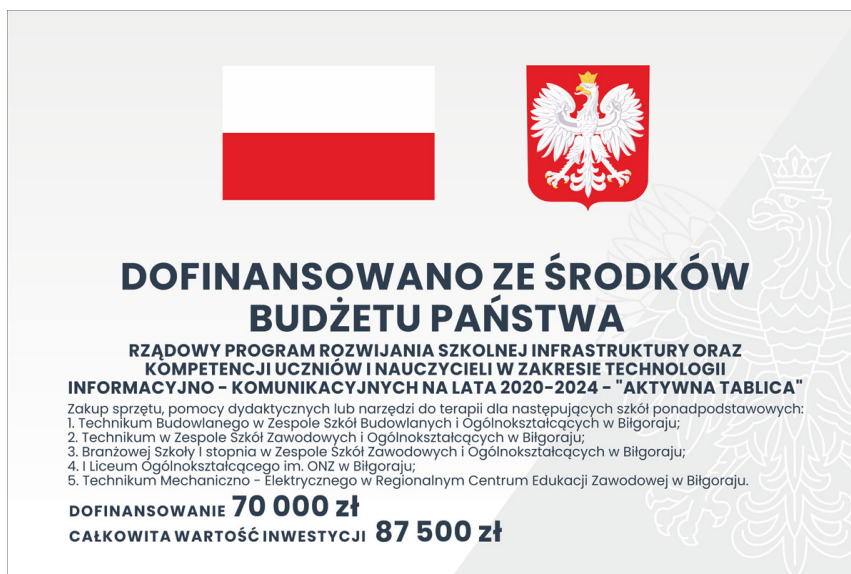 DOFINANSOWANO ZE ŚRODKÓW
BUDŻETU PAŃSTWA
RZĄDOWY PROGRAM ROZWIJANIA SZKOLNEJ INFRASTRUKTURY ORAZ
KOMPETENCJI UCZNIÓW I NAUCZYCIELI W ZAKRESIE TECHNOLOGII
INFORMACYJNO - KOMUNIKACYJNYCH NA LATA 2020-2024 - "AKTYWNA TABLICA"
Zakup sprzętu, pomocy dydaktycznych lub narzędzi do terapii dla następujących szkół ponadpodstawowych:
1. Technikum Budowlanego w Zespole Szkół Budowlanych i Ogólnokształcących w Biłgoraju;
2. Technikum w Zespole Szkół Zawodowych i Ogólnokształcących w Biłgoraju;
3. Branżowej Szkoły I stopnia w Zespole Szkół Zawodowych i Ogólnokształcących w Biłgoraju;
4. I Liceum Ogólnokształcącego im. ONZ w Biłgoraju;
5. Technikum Mechaniczno - Elektrycznego w Regionalnym Centrum Edukacji Zawodowej w Biłgoraju.
DOFINANSOWANIE 70 000 zł
CAŁKOWITA WARTOŚĆ INWESTYCJI 87 500 zł